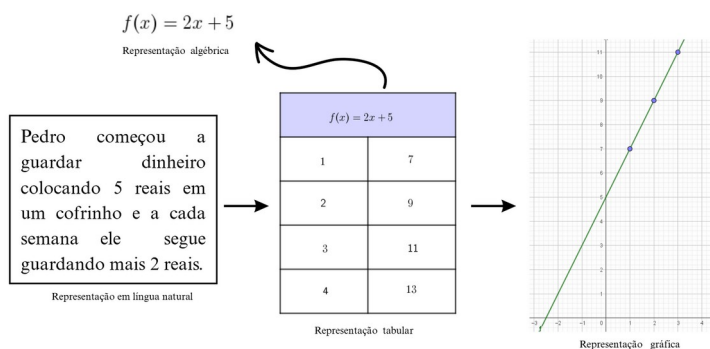 f(x) = 2x + 5
Representação algébrica
Pedro começou a
guardar dinheiro
colocando 5 reais em
um cofrinho e a cada
semana ele segue
guardando mais 2 reais.
Representação em língua natural
f(x) = 2x + 5
1 7
2 9
3 11
4 13
Representação tabular
11
10
9
8
7
6
5
4
3
2
1
-3 -2 -1 0 1 2 3 4
Representação gráfica